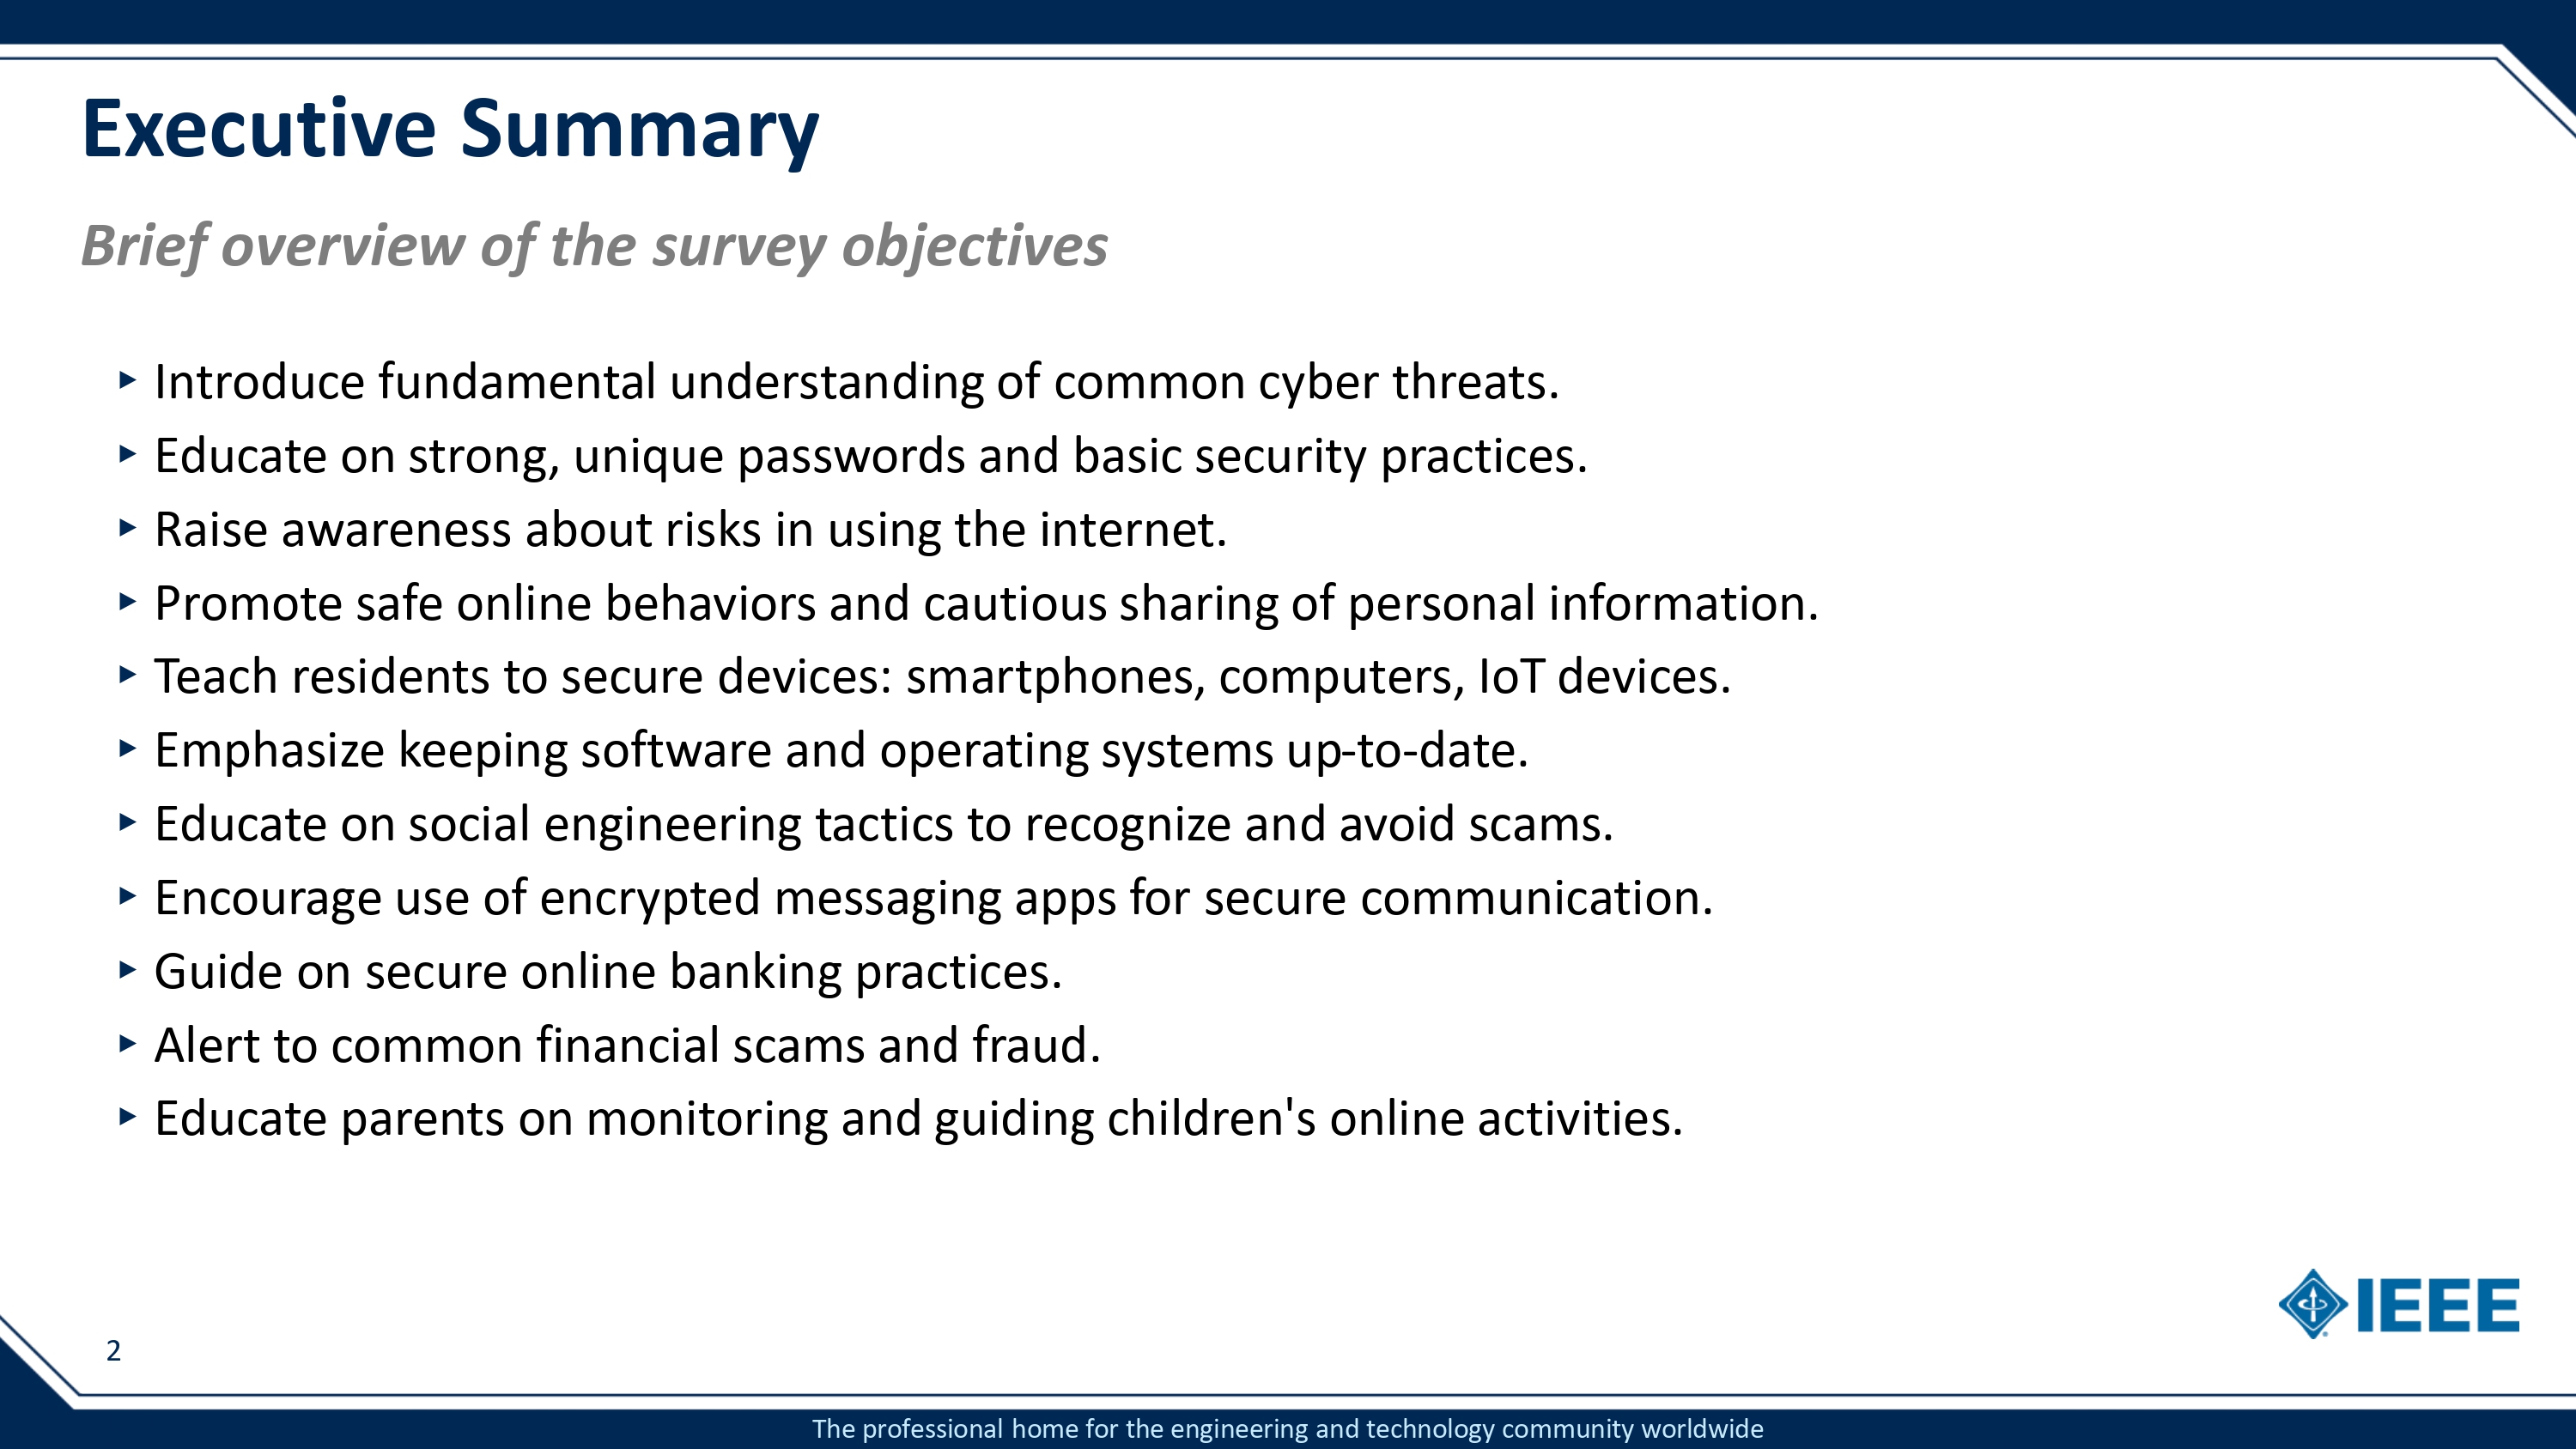 Executive Summary
Brief overview of the survey objectives
▸ Introduce fundamental understanding of common cyber threats.
▸ Educate on strong, unique passwords and basic security practices.
▸ Raise awareness about risks in using the internet.
▸ Promote safe online behaviors and cautious sharing of personal information.
▸ Teach residents to secure devices: smartphones, computers, IoT devices.
▸ Emphasize keeping software and operating systems up-to-date.
▸ Educate on social engineering tactics to recognize and avoid scams.
▸ Encourage use of encrypted messaging apps for secure communication.
▸ Guide on secure online banking practices.
▸ Alert to common financial scams and fraud.
▸ Educate parents on monitoring and guiding children's online activities.
IEEE
2
The professional home for the engineering and technology community worldwide